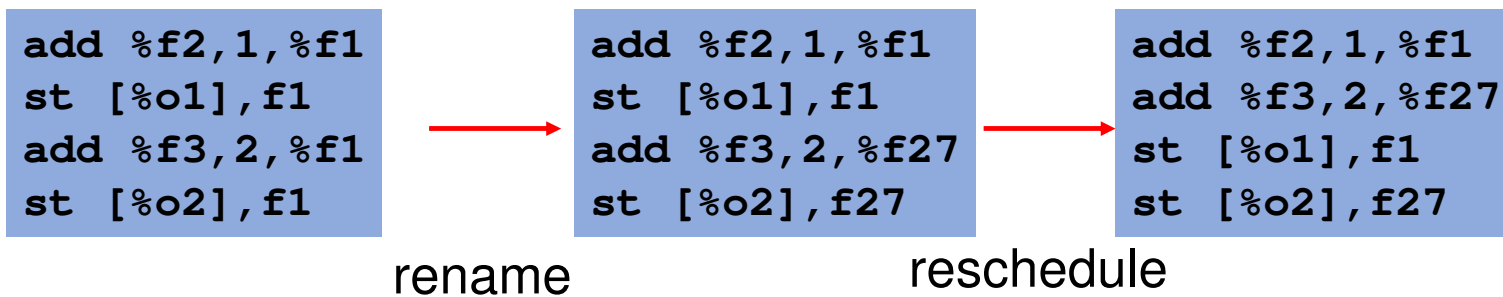 add %f2,1,%f1
st [%o1],f1
add %f3,2,%f1
st [%o2],f1
rename
add %f2,1,%f1
st [%o1],f1
add %f3,2,%f27
st [%o2],f27
reschedule
add %f2,1,%f1
add %f3,2,%f27
st [%o1],f1
st [%o2],f27